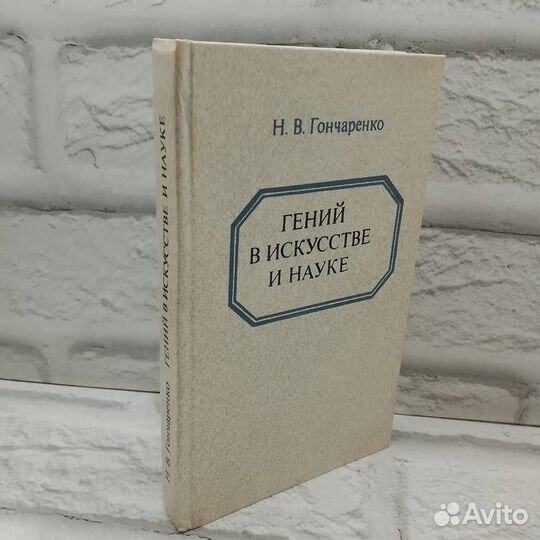 Н. В. Гончаренко
ГЕНИЙ
В ИСКУССТВЕ
И НАУКЕ
Н. В. Гончаренко ГЕНИЙ В ИСКУССТВЕ И НАУКЕ
Avito